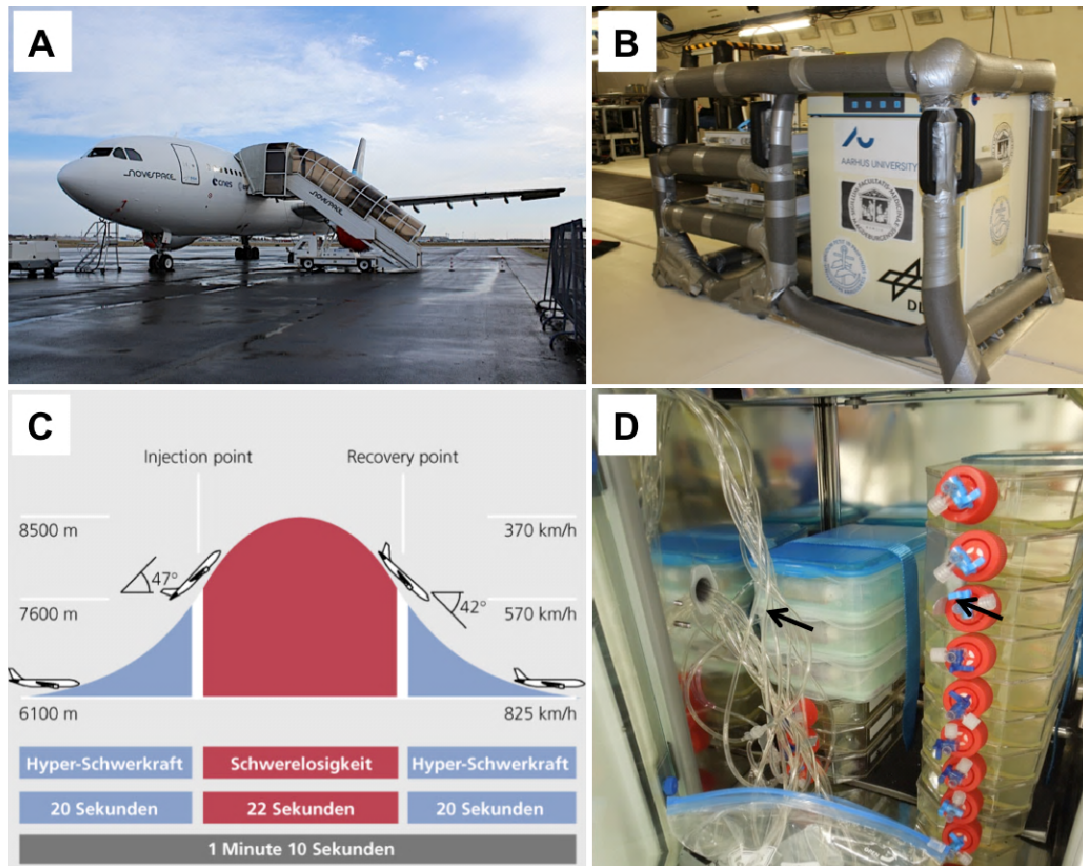 A
NOVESPACE
cnes
NOVESPACE
B
AARHUS UNIVERSITY
DL
C
Injection point
Recovery point
8500 m
370 km/h
47°
42°
7600 m
570 km/h
6100 m
825 km/h
Hyper-Schwerkraft
Schwerelosigkeit
Hyper-Schwerkraft
20 Sekunden
22 Sekunden
20 Sekunden
1 Minute 10 Sekunden
D